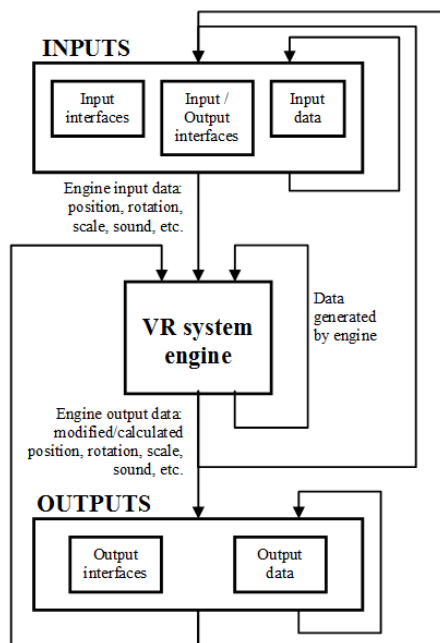 INPUTS
Input
interfaces
Input /
Output
interfaces
Input
data
Engine input data:
position, rotation,
scale, sound, etc.
VR system
engine
Data
generated
by engine
Engine output data:
modified/calculated
position, rotation, scale,
sound, etc.
OUTPUTS
Output
interfaces
Output
data